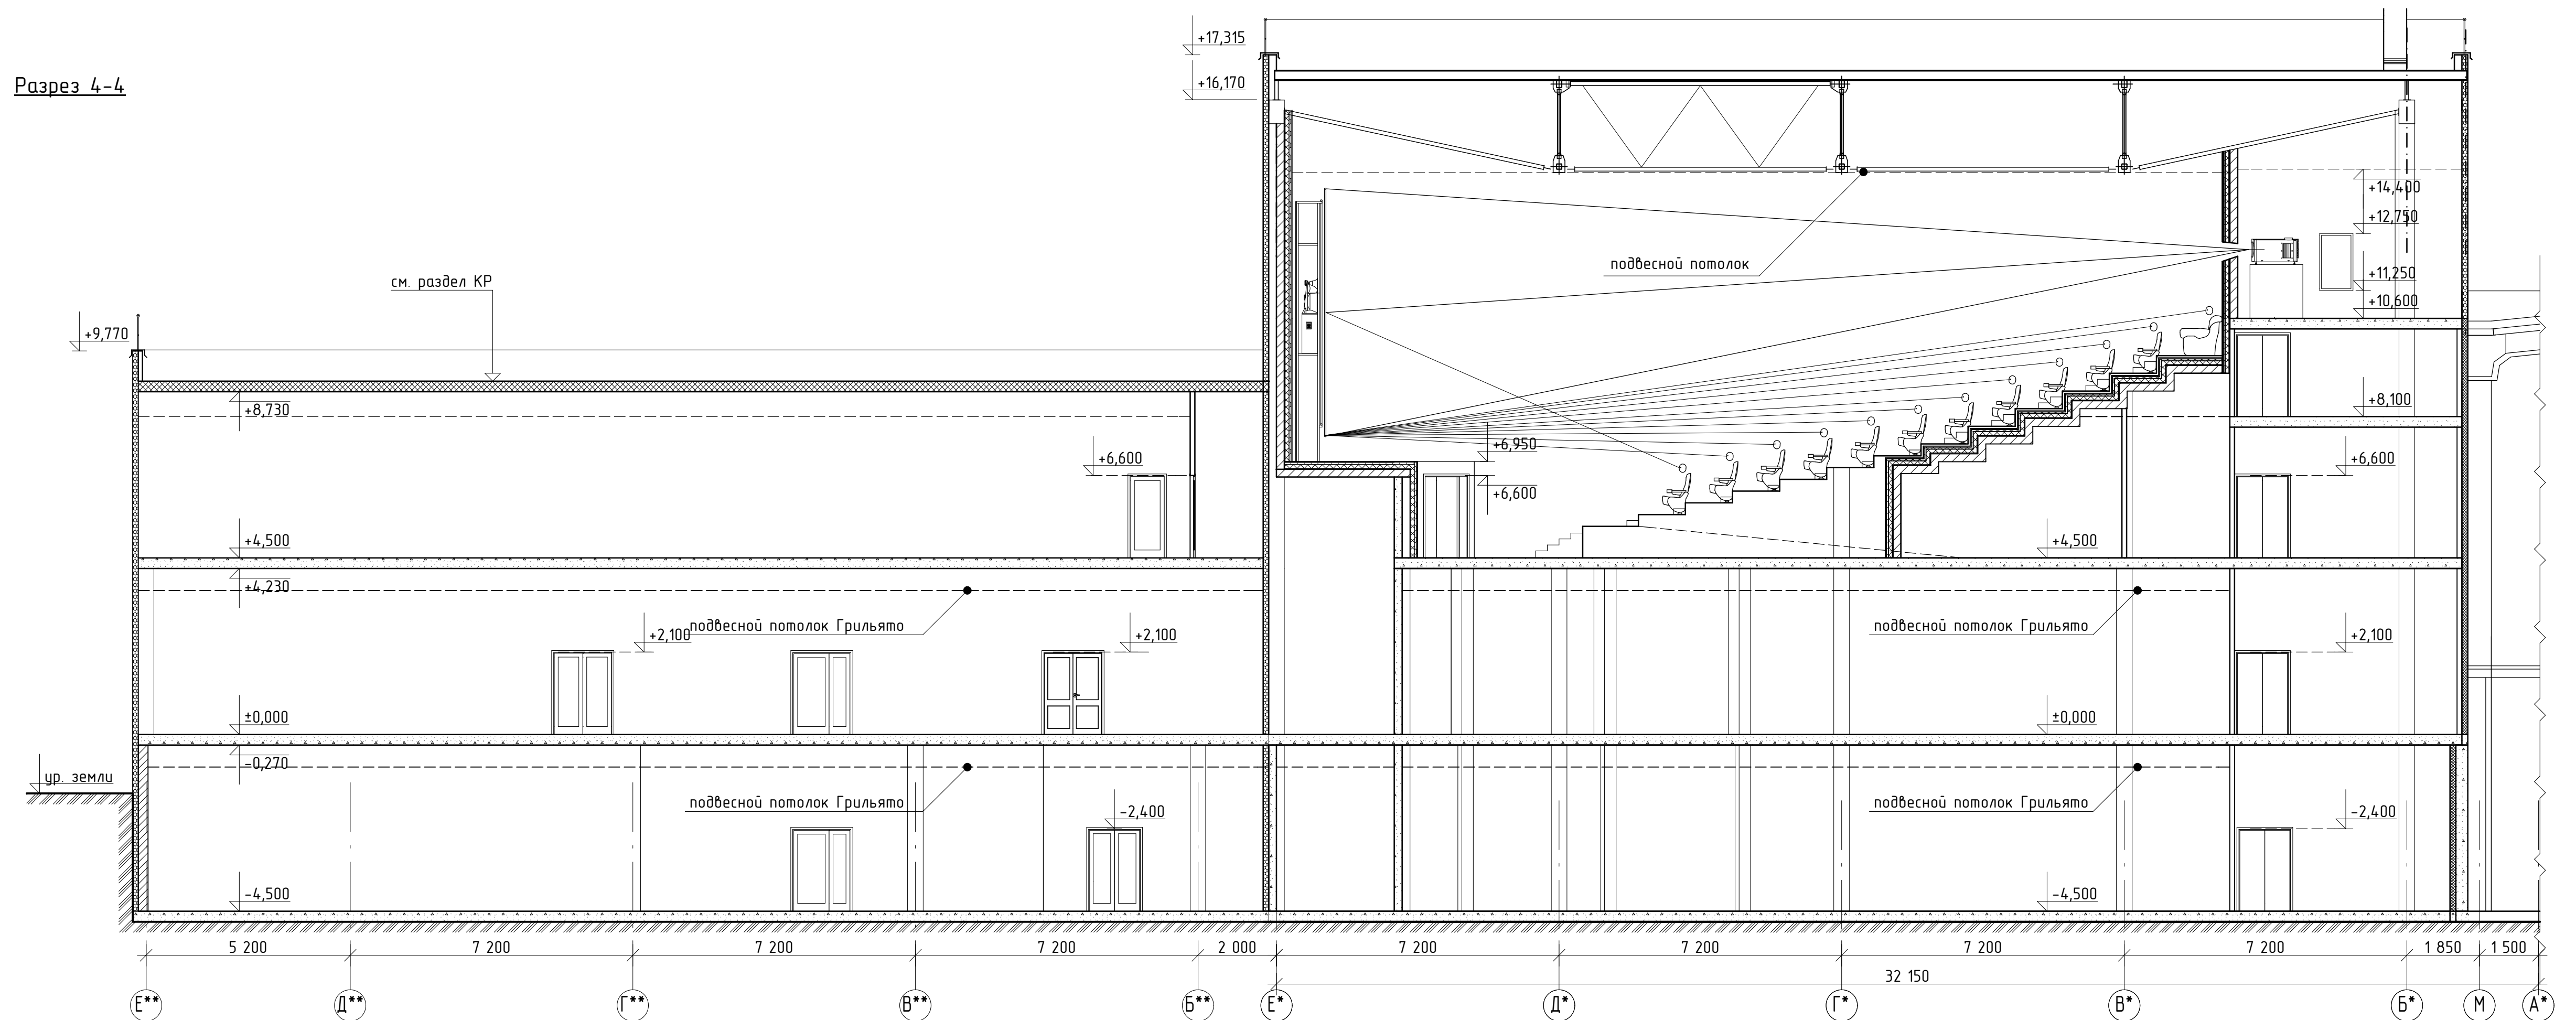 Разрез 4-4
+17,315
+16,170
+14,400
+12,750
подвесной потолок
+11,250
+10,600
см. раздел КР
+9,770
+8,730
+8,100
+6,950
+6,600
+6,600
+6,600
+4,500
+4,500
+4,230
подвесной потолок Грильято
подвесной потолок Грильято
+2,100
+2,100
+2,100
±0,000
±0,000
-0,270
ур. земли
подвесной потолок Грильято
подвесной потолок Грильято
-2,400
-2,400
-4,500
-4,500
5 200
7 200
7 200
7 200
2 000
7 200
7 200
7 200
7 200
1 850
1 500
32 150
Е**
Д**
Г**
В**
Б**
Е*
Д*
Г*
В*
Б*
М
А*